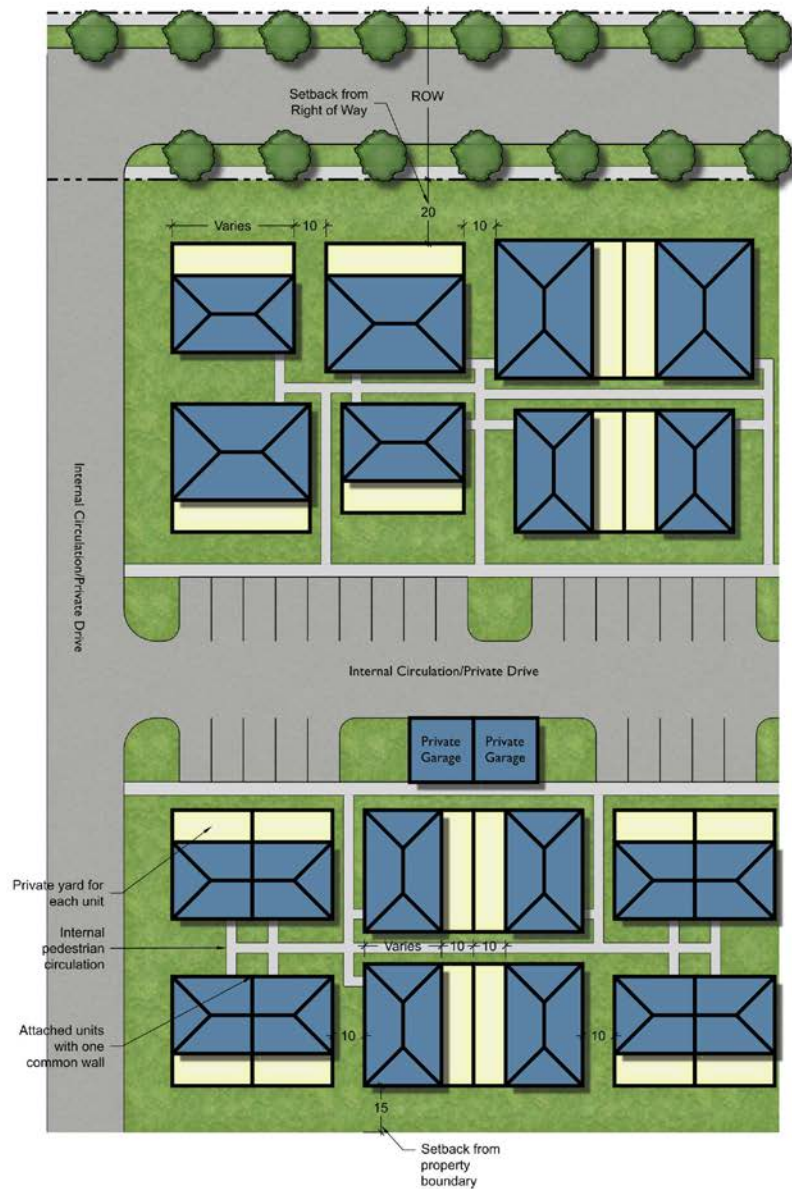 Setback from
Right of Way
ROW
20
Varies
10
10
Internal Circulation/Private Drive
Internal Circulation/Private Drive
Private
Garage
Private
Garage
Private yard for
each unit
Internal
pedestrian
circulation
Varies
10
10
Attached units
with one
common wall
10
10
15
Setback from
property
boundary